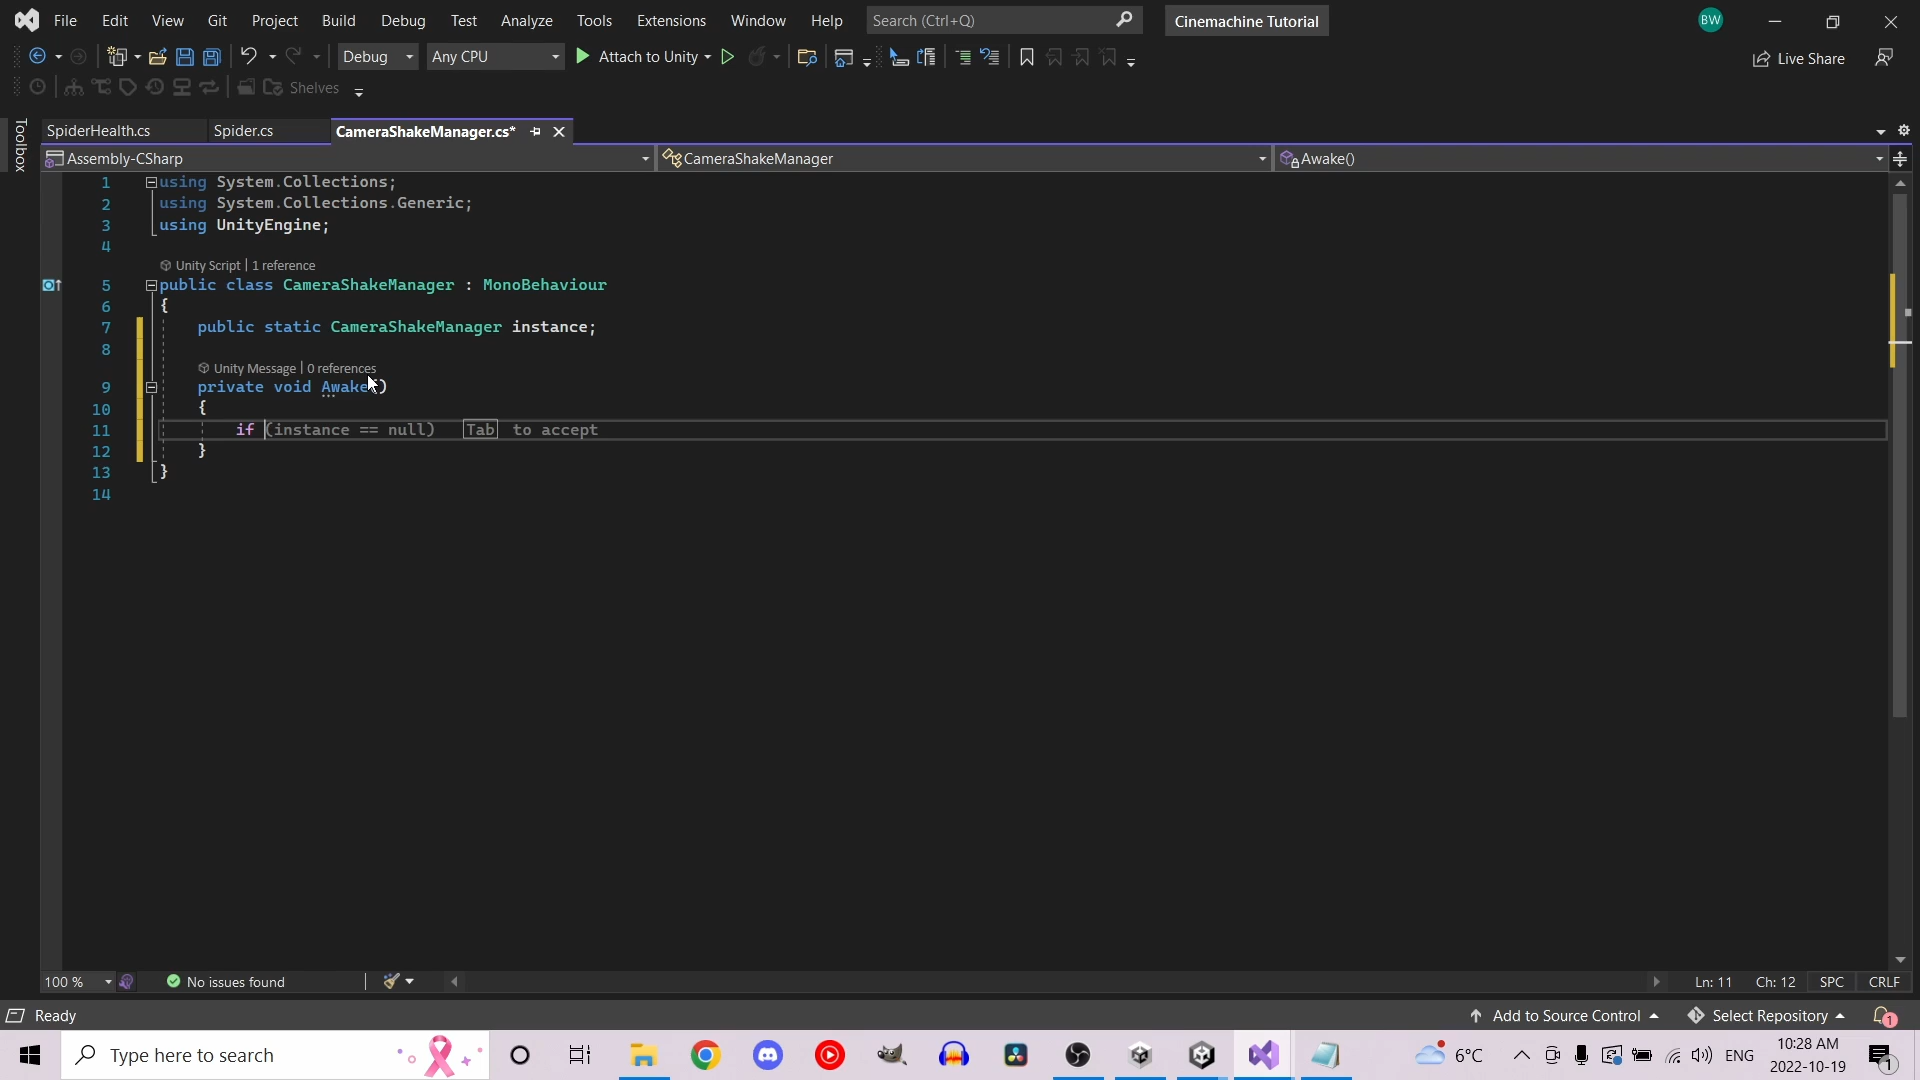 File Edit View Git Project Build Debug Test Analyze Tools Extensions Window Help Search (Ctrl+Q) Cinemachine Tutorial BW
Debug Any CPU Attach to Unity Live Share
Shelves
Toolbox
SpiderHealth.cs Spider.cs CameraShakeManager.cs*
Assembly-CSharp CameraShakeManager Awake()
1 using System.Collections;
2 using System.Collections.Generic;
3 using UnityEngine;
4
Unity Script | 1 reference
5 public class CameraShakeManager : MonoBehaviour
6 {
7 public static CameraShakeManager instance;
8
Unity Message | 0 references
9 private void Awake()
10 {
11 if (instance == null) Tab to accept
12 }
13 }
14
100 % No issues found Ln: 11 Ch: 12 SPC CRLF
Ready Add to Source Control Select Repository 1
Type here to search 6°C ENG 10:28 AM
2022-10-19 1